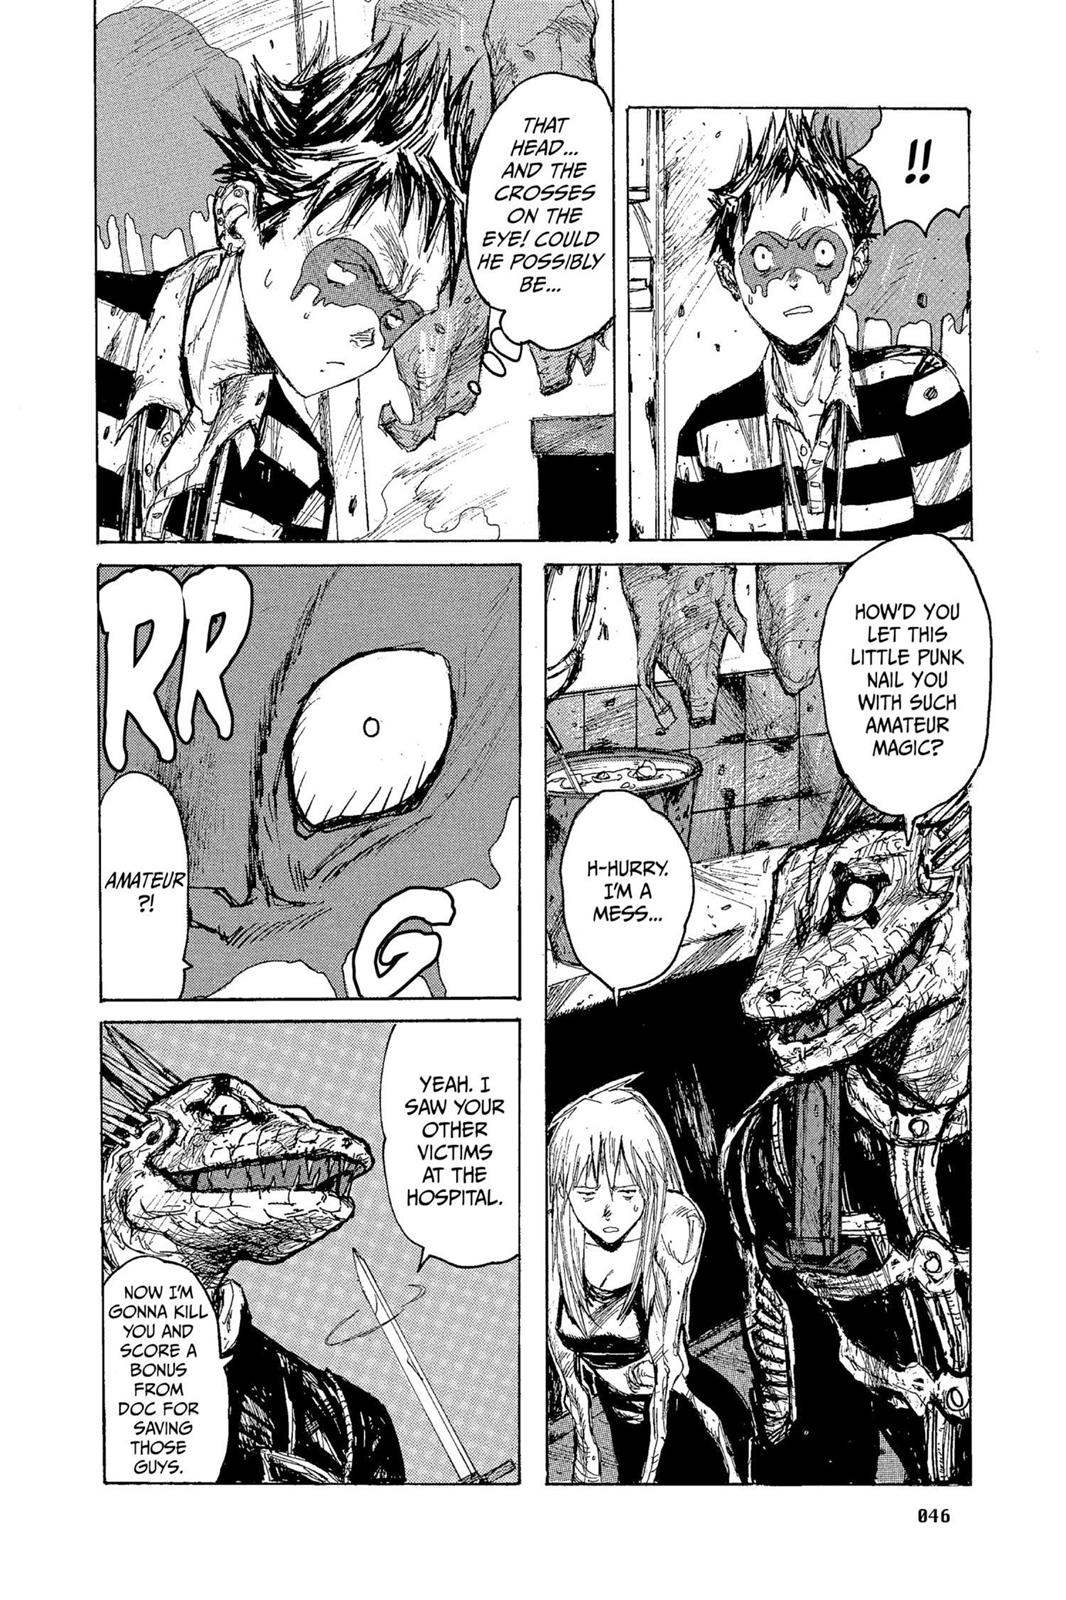 !!
THAT
HEAD...
AND THE
CROSSES
ON THE
EYE! COULD
HE POSSIBLY
BE...
HOW'D YOU
LET THIS
LITTLE PUNK
NAIL YOU
WITH SUCH
AMATEUR
MAGIC?
H-HURRY.
I'M A
MESS...
RR
G
AMATEUR
?!
YEAH. I
SAW YOUR
OTHER
VICTIMS
AT THE
HOSPITAL.
NOW I'M
GONNA KILL
YOU AND
SCORE A
BONUS
FROM
DOC FOR
SAVING
THOSE
GUYS.
046